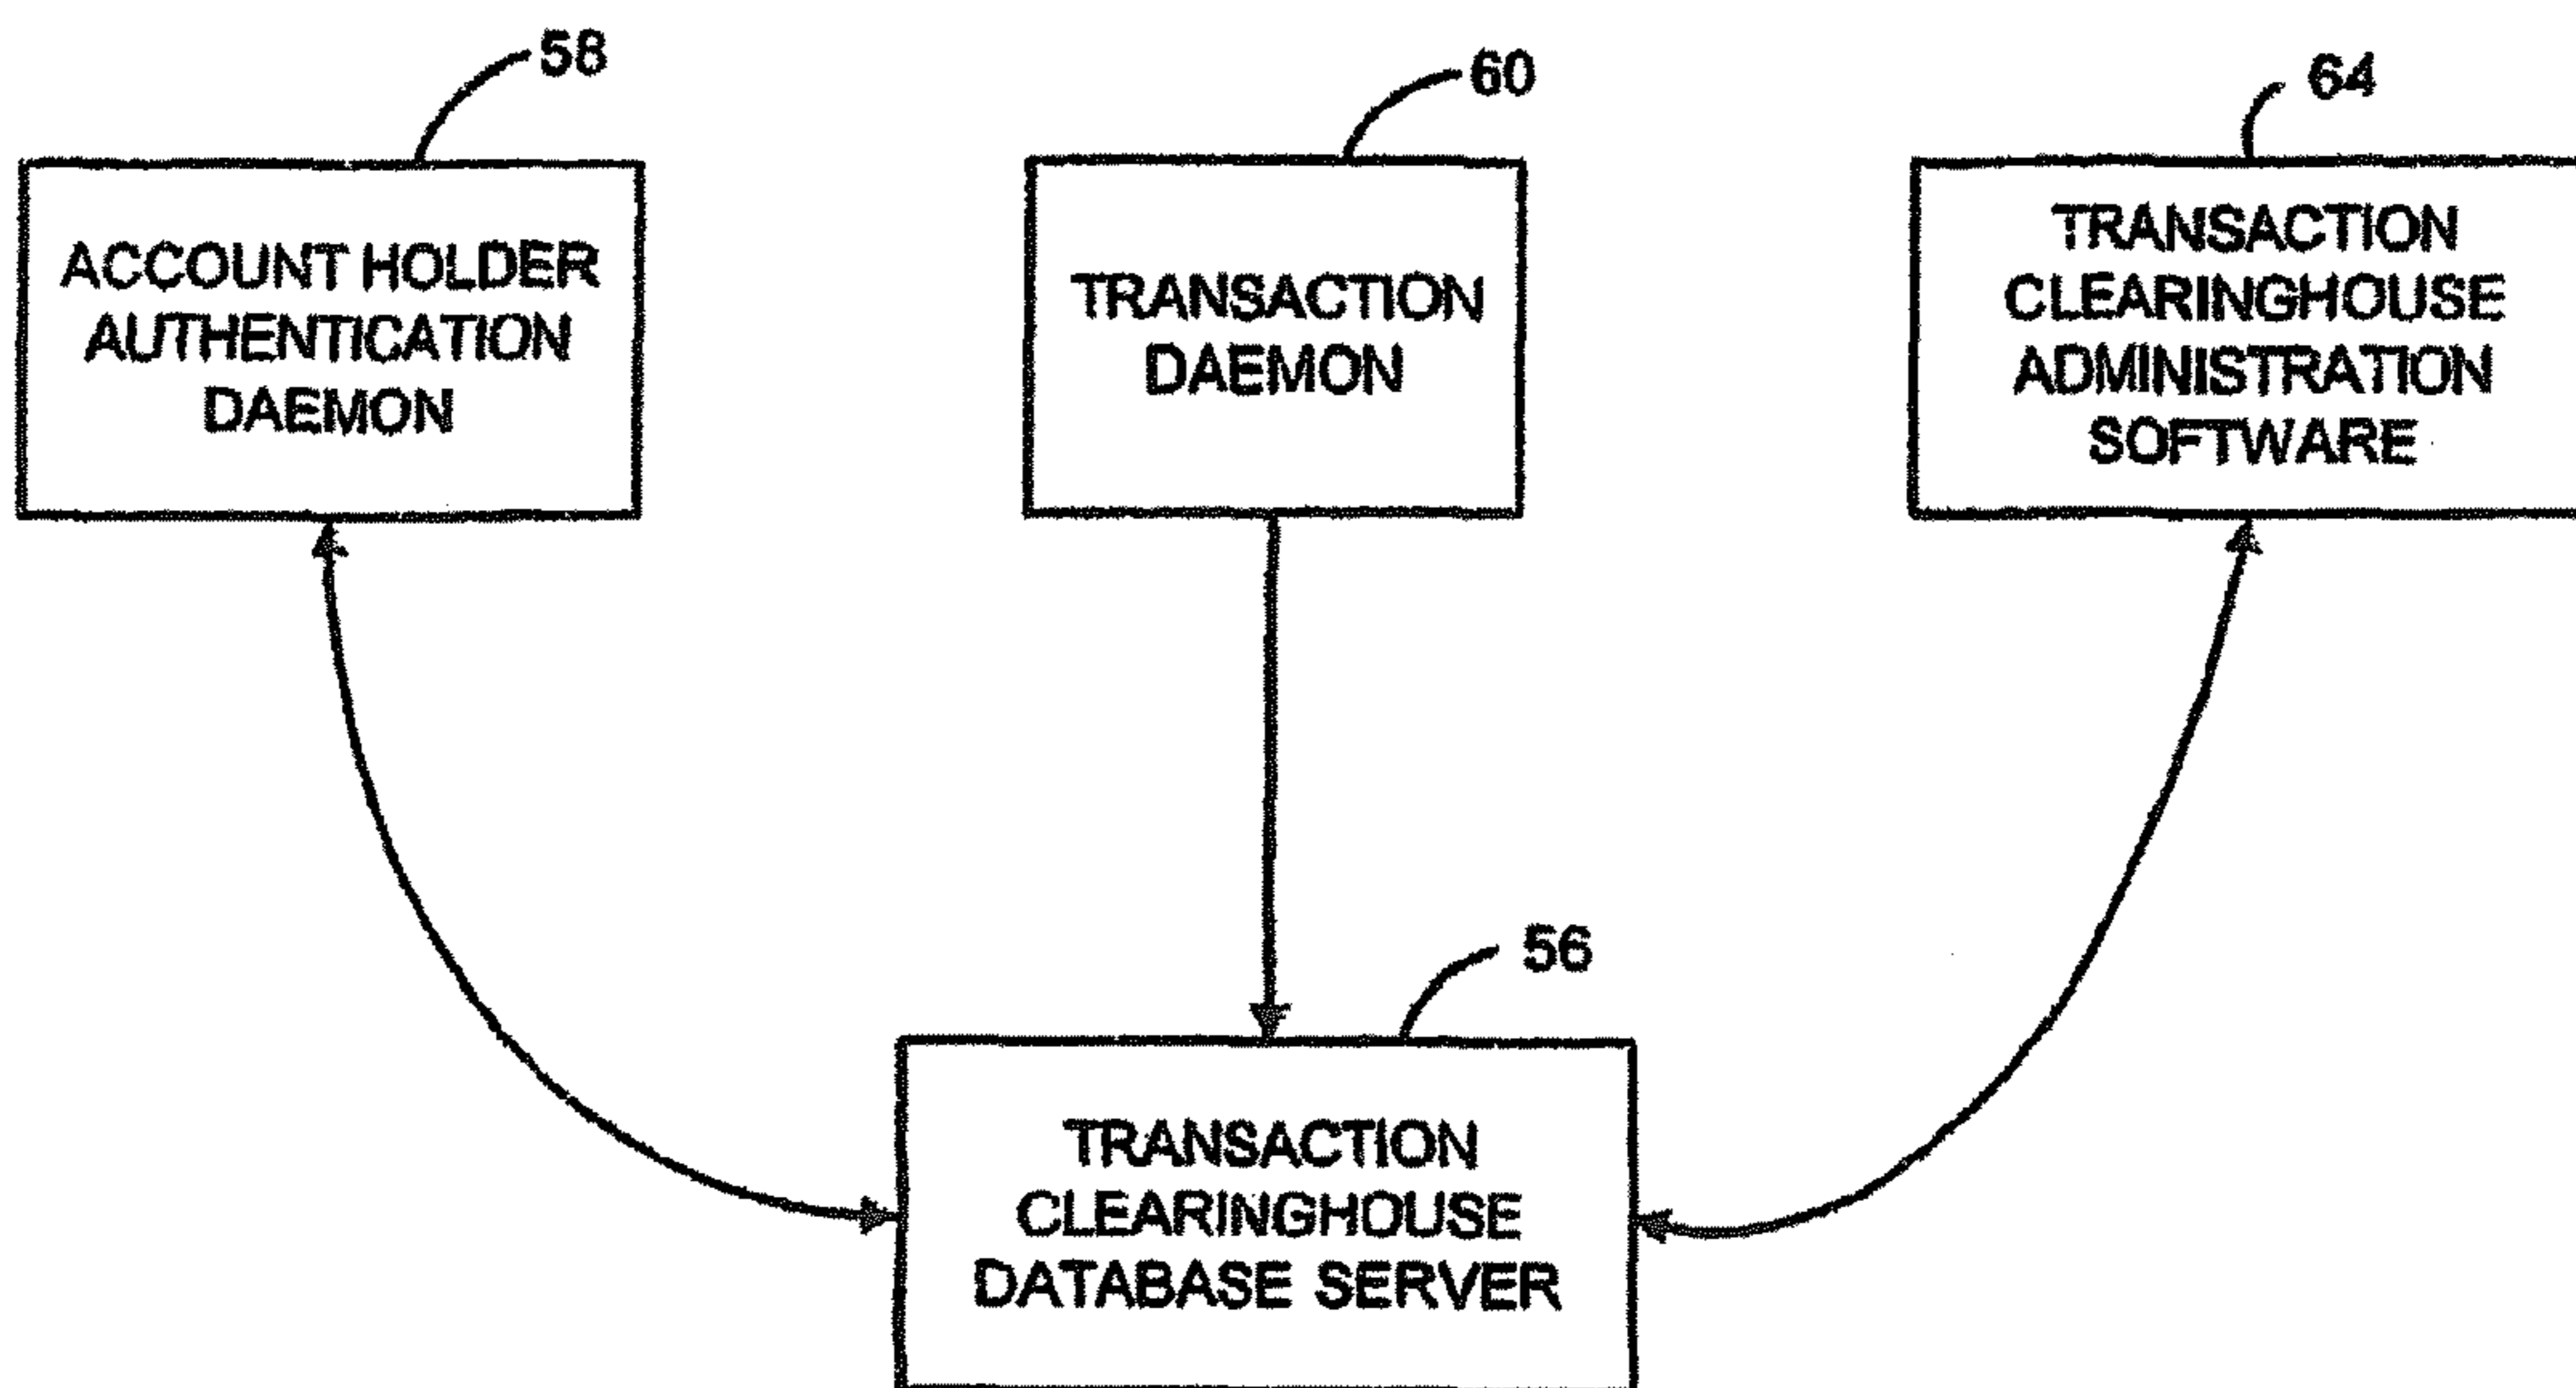 58
60
64
ACCOUNT HOLDER
AUTHENTICATION
DAEMON
TRANSACTION
DAEMON
TRANSACTION
CLEARINGHOUSE
ADMINISTRATION
SOFTWARE
56
TRANSACTION
CLEARINGHOUSE
DATABASE SERVER